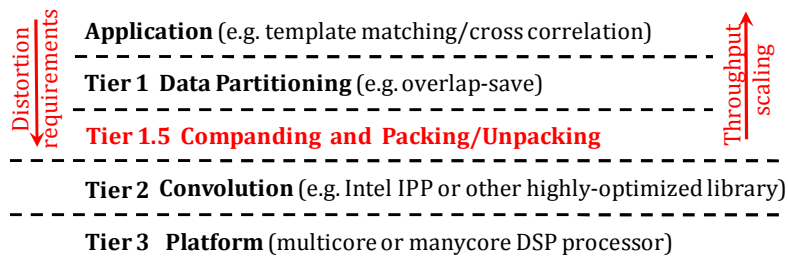 Distortion
requirements
Application (e.g. template matching/cross correlation)
Tier 1 Data Partitioning (e.g. overlap-save)
Tier 1.5 Companding and Packing/Unpacking
Tier 2 Convolution (e.g. Intel IPP or other highly-optimized library)
Tier 3 Platform (multicore or manycore DSP processor)
Throughput
scaling